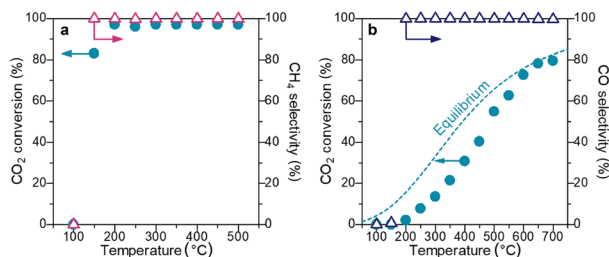 a
CO2 conversion (%)
100
80
60
40
20
0
100
80
60
40
20
0
CH4 selectivity (%)
100 200 300 400 500
Temperature (°C)
b
Equilibrium
CO2 conversion (%)
100
80
60
40
20
0
100
80
60
40
20
0
CO selectivity (%)
100 200 300 400 500 600 700
Temperature (°C)